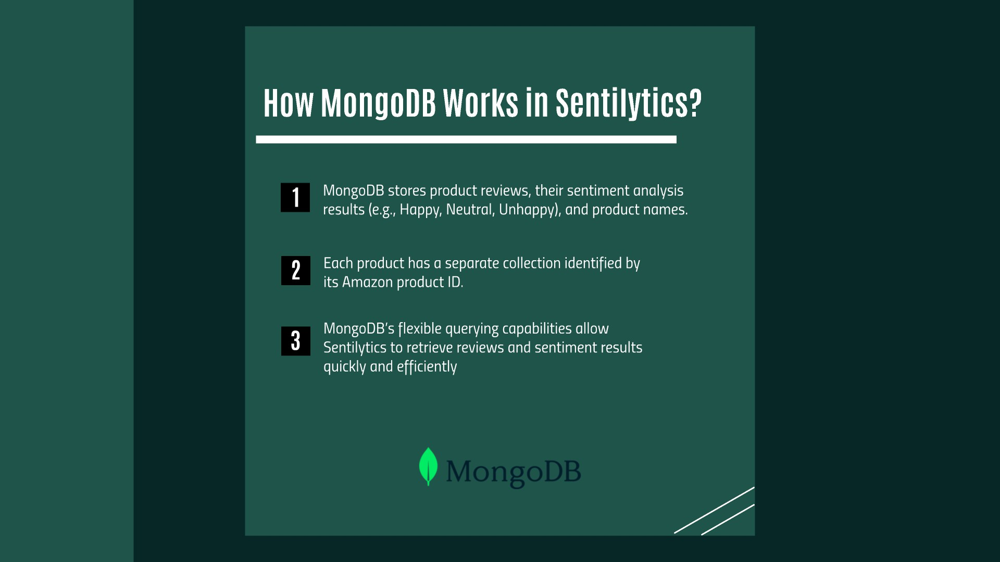 How MongoDB Works in Sentilytics?
1
MongoDB stores product reviews, their sentiment analysis
results (e.g., Happy, Neutral, Unhappy), and product names.
2
Each product has a separate collection identified by
its Amazon product ID.
3
MongoDB's flexible querying capabilities allow
Sentilytics to retrieve reviews and sentiment results
quickly and efficiently
MongoDB